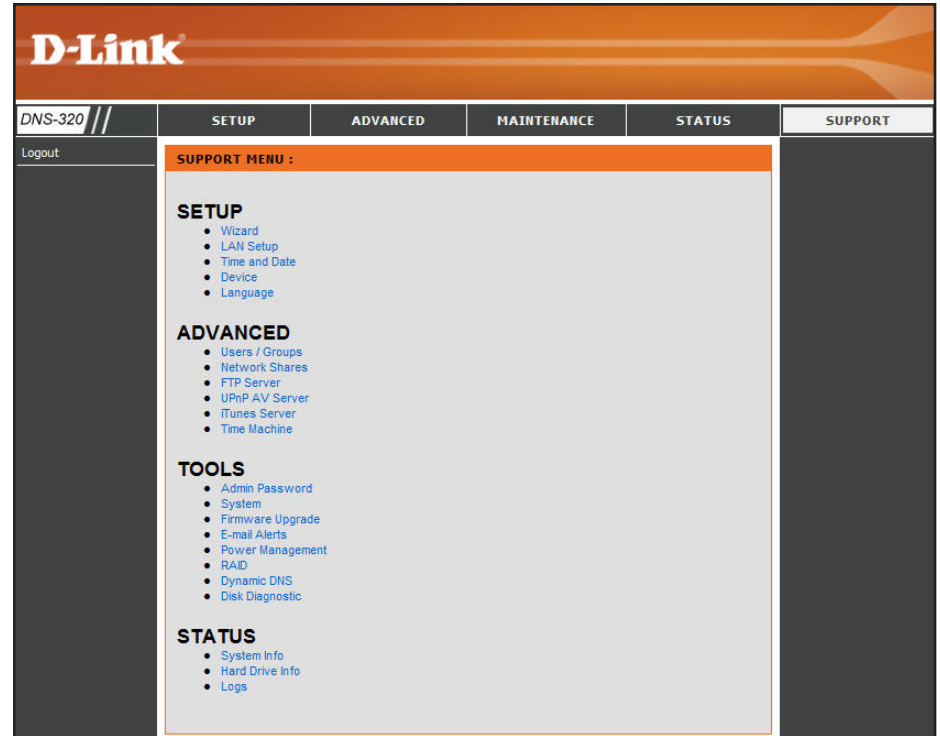 D-Link®
DNS-320 // SETUP ADVANCED MAINTENANCE STATUS SUPPORT
Logout
SUPPORT MENU :
SETUP
• Wizard
• LAN Setup
• Time and Date
• Device
• Language
ADVANCED
• Users / Groups
• Network Shares
• FTP Server
• UPnP AV Server
• iTunes Server
• Time Machine
TOOLS
• Admin Password
• System
• Firmware Upgrade
• E-mail Alerts
• Power Management
• RAID
• Dynamic DNS
• Disk Diagnostic
STATUS
• System Info
• Hard Drive Info
• Logs